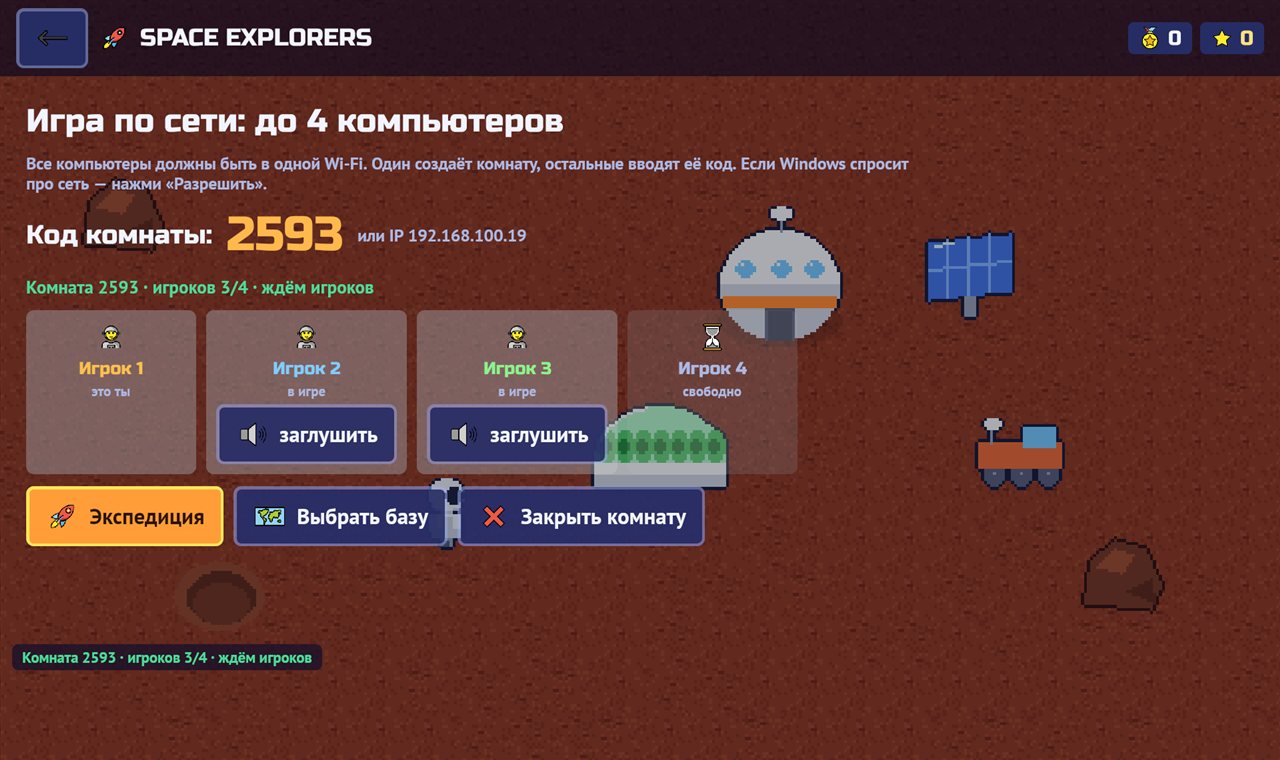 SPACE EXPLORERS
0
0
Игра по сети: до 4 компьютеров
Все компьютеры должны быть в одной Wi-Fi. Один создаёт комнату, остальные вводят её код. Если Windows спросит
про сеть — нажми «Разрешить».
Код комнаты: 2593 или IP 192.168.100.19
Комната 2593 · игроков 3/4 · ждём игроков
Игрок 1
это ты
Игрок 2
в игре
заглушить
Игрок 3
в игре
заглушить
Игрок 4
свободно
Экспедиция
Выбрать базу
Закрыть комнату
Комната 2593 · игроков 3/4 · ждём игроков